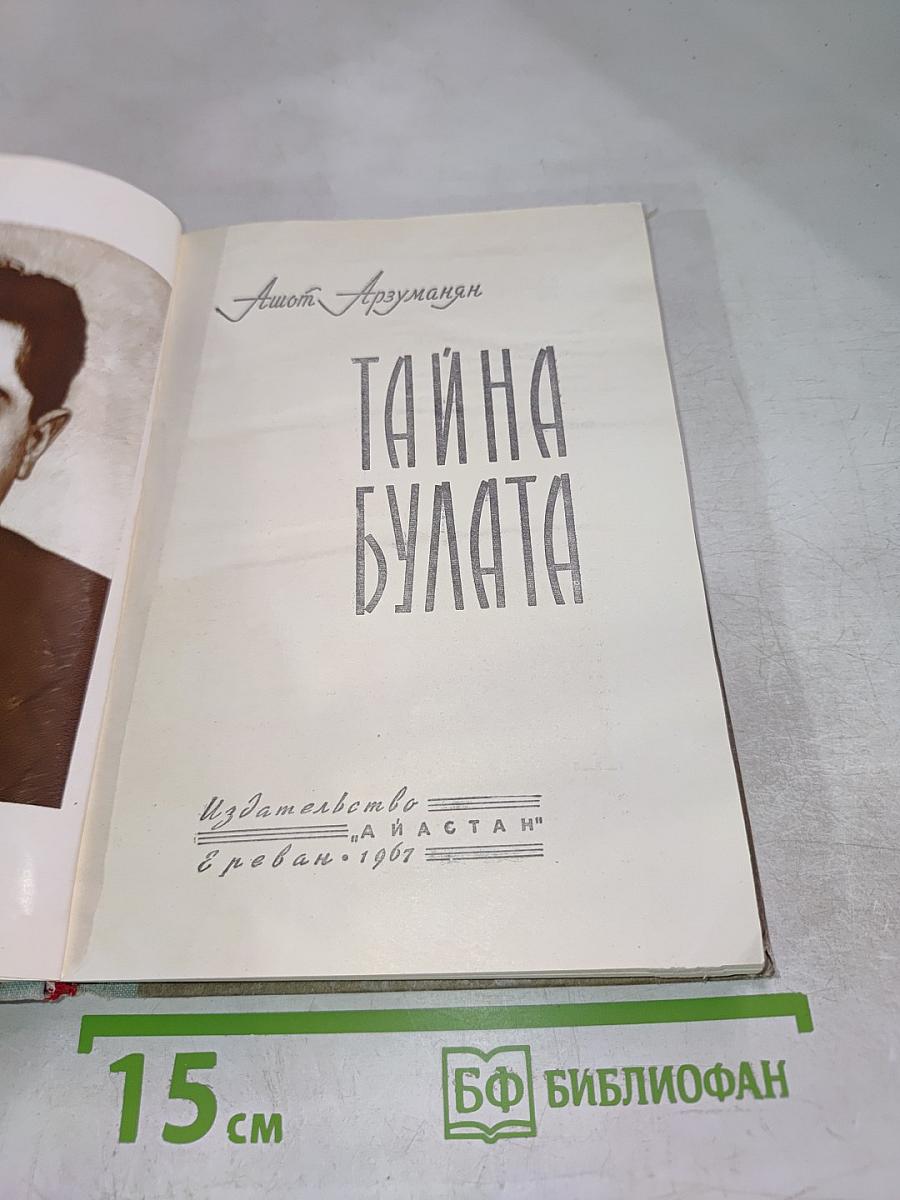 Ашот Арзуманян
ТАЙНА
БУЛАТА
Издательство
„АЙАСТАН"
Ереван • 1967
15 см
БФ БИБЛИОФАН